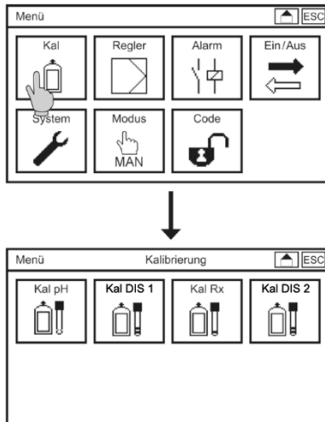 Menü ESC
Kal Regler Alarm Ein/Aus
System Modus Code
MAN
Menü Kalibrierung ESC
Kal pH Kal DIS 1 Kal Rx Kal DIS 2